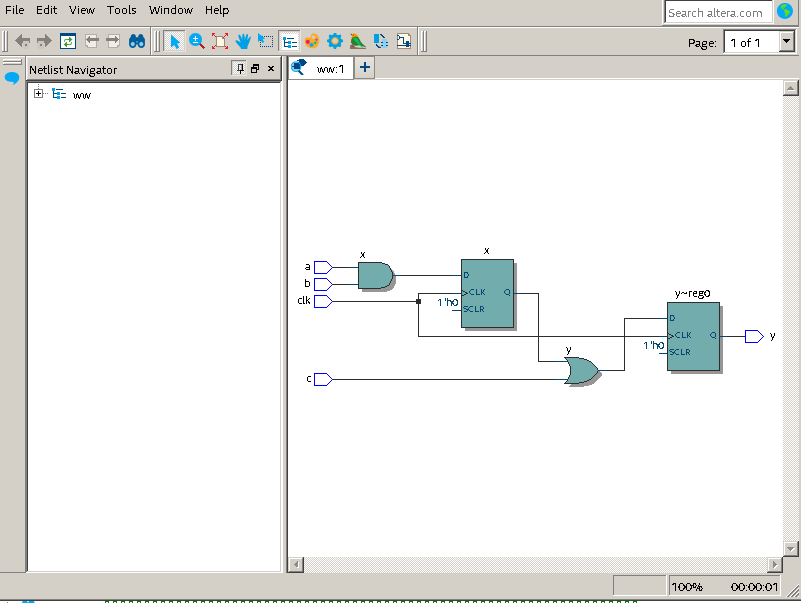 File Edit View Tools Window Help
Search altera.com
Page: 1 of 1
Netlist Navigator
ww:1
ww
x
x
a
D
b
clk
CLK
Q
1'h0
SCLR
y~reg0
D
CLK
Q
y
1'h0
SCLR
y
c
100% 00:00:01